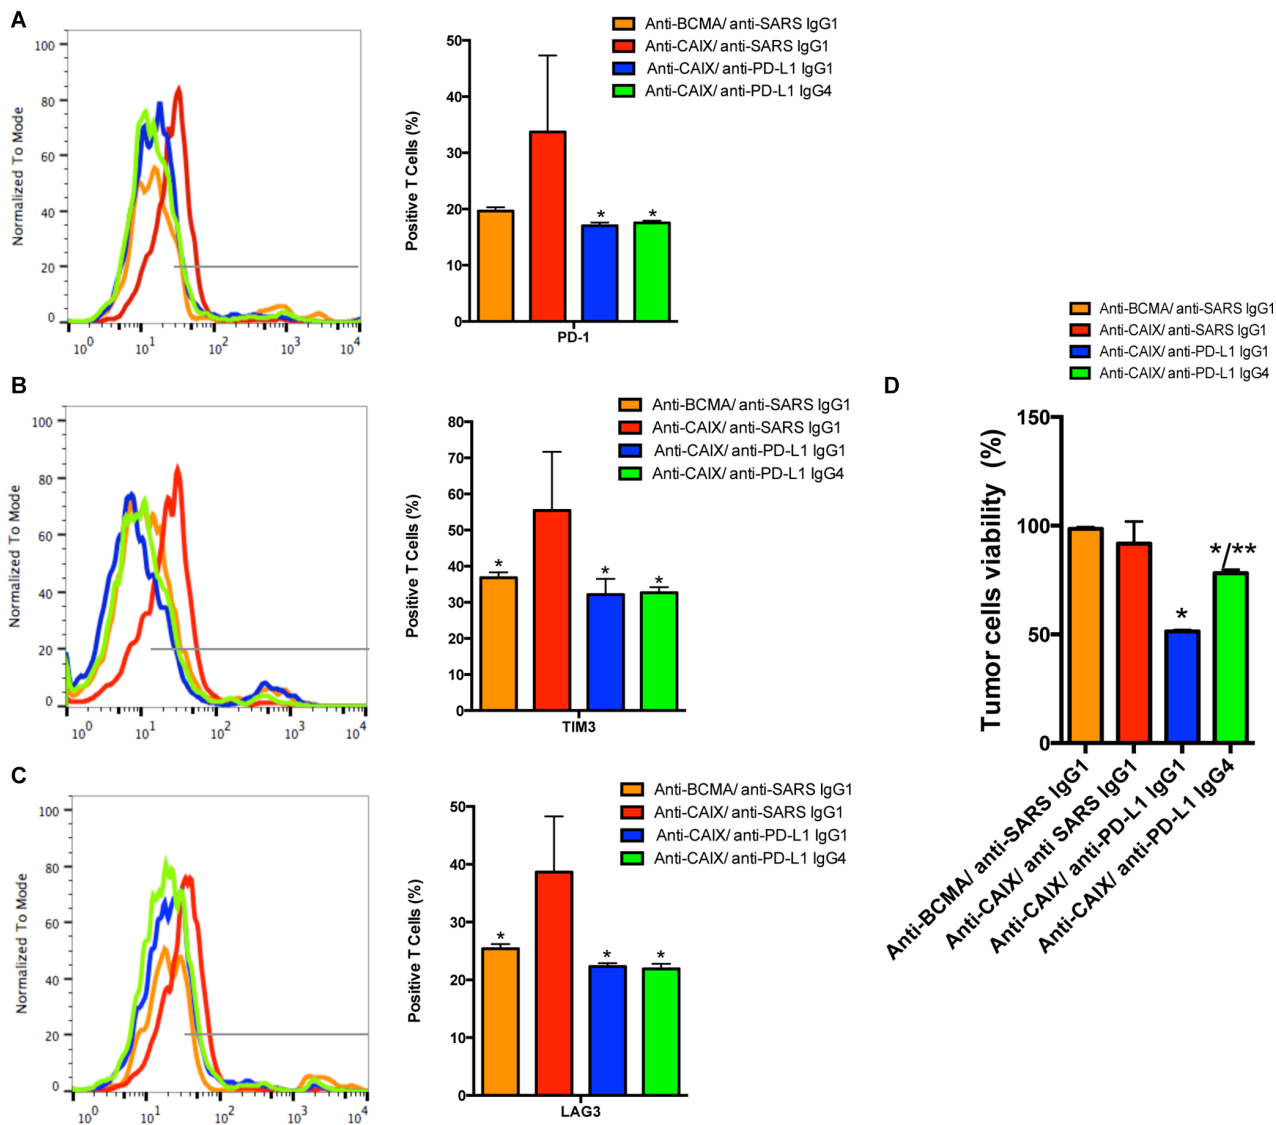 A
Normalized To Mode
100
80
60
40
20
0
10^0 10^1 10^2 10^3 10^4
Anti-BCMA/ anti-SARS IgG1
Anti-CAIX/ anti-SARS IgG1
Anti-CAIX/ anti-PD-L1 IgG1
Anti-CAIX/ anti-PD-L1 IgG4
Positive T Cells (%)
50
40
30
20
10
0
* *
PD-1
B
Normalized To Mode
100
80
60
40
20
0
10^0 10^1 10^2 10^3 10^4
Anti-BCMA/ anti-SARS IgG1
Anti-CAIX/ anti-SARS IgG1
Anti-CAIX/ anti-PD-L1 IgG1
Anti-CAIX/ anti-PD-L1 IgG4
Positive T Cells (%)
80
70
60
50
40
30
20
10
0
* * *
TIM3
C
Normalized To Mode
100
80
60
40
20
0
10^0 10^1 10^2 10^3 10^4
Anti-BCMA/ anti-SARS IgG1
Anti-CAIX/ anti-SARS IgG1
Anti-CAIX/ anti-PD-L1 IgG1
Anti-CAIX/ anti-PD-L1 IgG4
Positive T Cells (%)
50
40
30
20
10
0
* * *
LAG3
D
Anti-BCMA/ anti-SARS IgG1
Anti-CAIX/ anti-SARS IgG1
Anti-CAIX/ anti-PD-L1 IgG1
Anti-CAIX/ anti-PD-L1 IgG4
Tumor cells viability (%)
150
100
50
0
* */**
Anti-BCMA/ anti-SARS IgG1
Anti-CAIX/ anti SARS IgG1
Anti-CAIX/ anti-PD-L1 IgG1
Anti-CAIX/ anti-PD-L1 IgG4